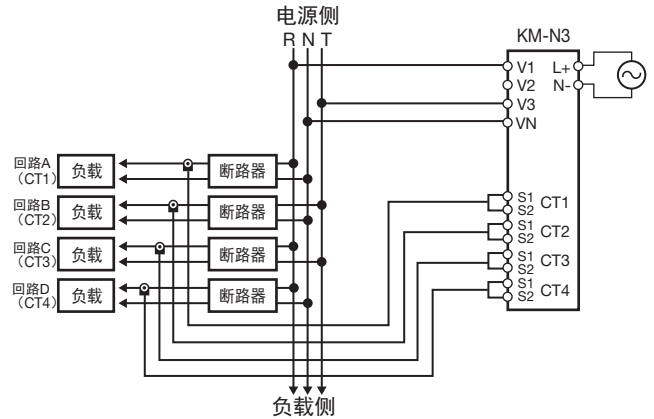 电源侧
R N T
KM-N3
V1 L+
V2 N-
V3
VN
回路A
（CT1）
负载
断路器
回路B
（CT2）
负载
断路器
回路C
（CT3）
负载
断路器
回路D
（CT4）
负载
断路器
S1
S2
CT1
S1
S2
CT2
S1
S2
CT3
S1
S2
CT4
负载侧